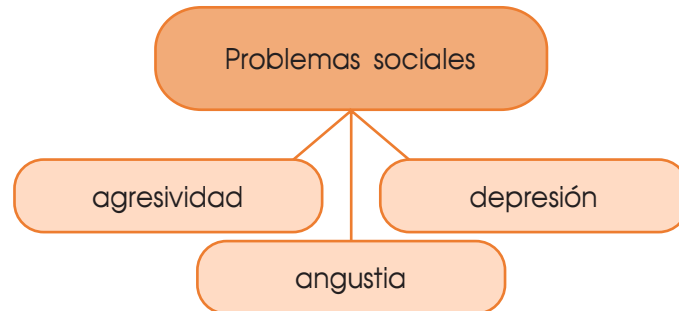 Problemas sociales
agresividad
depresión
angustia